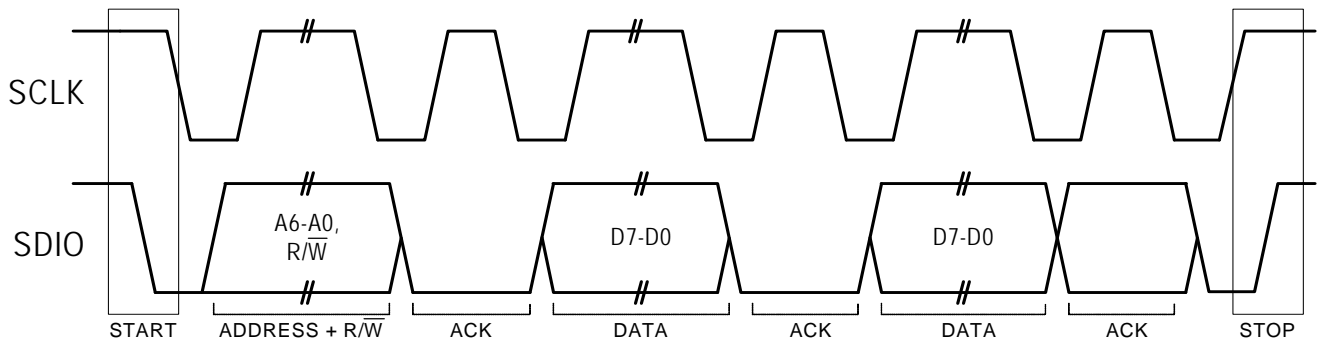 SCLK
SDIO
A6-A0,
R/W̅
D7-D0
D7-D0
START
ADDRESS + R/W̅
ACK
DATA
ACK
DATA
ACK
STOP